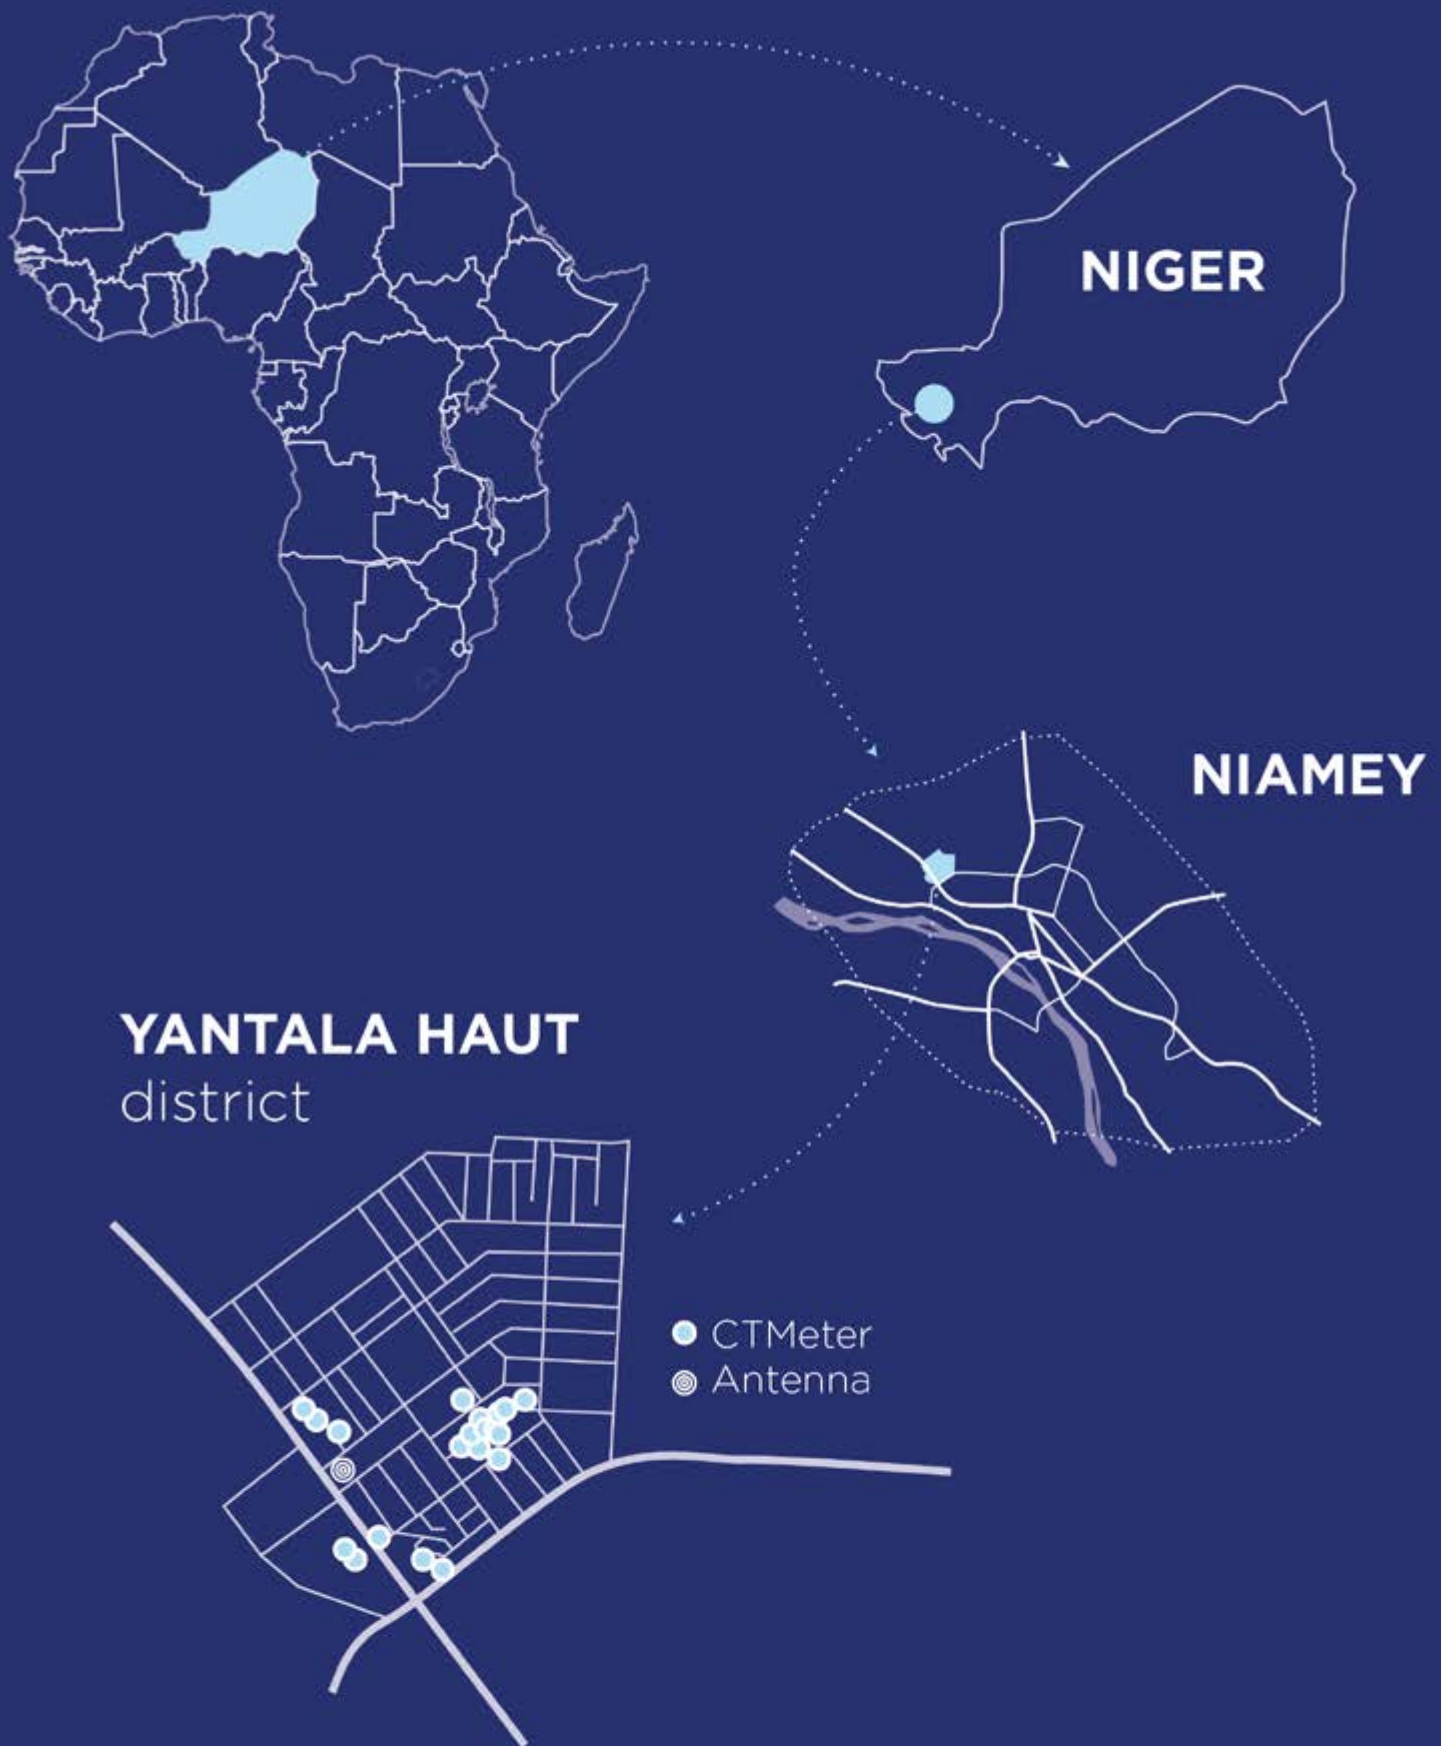 NIGER
NIAMEY
YANTALA HAUT
district
CTMeter
Antenna